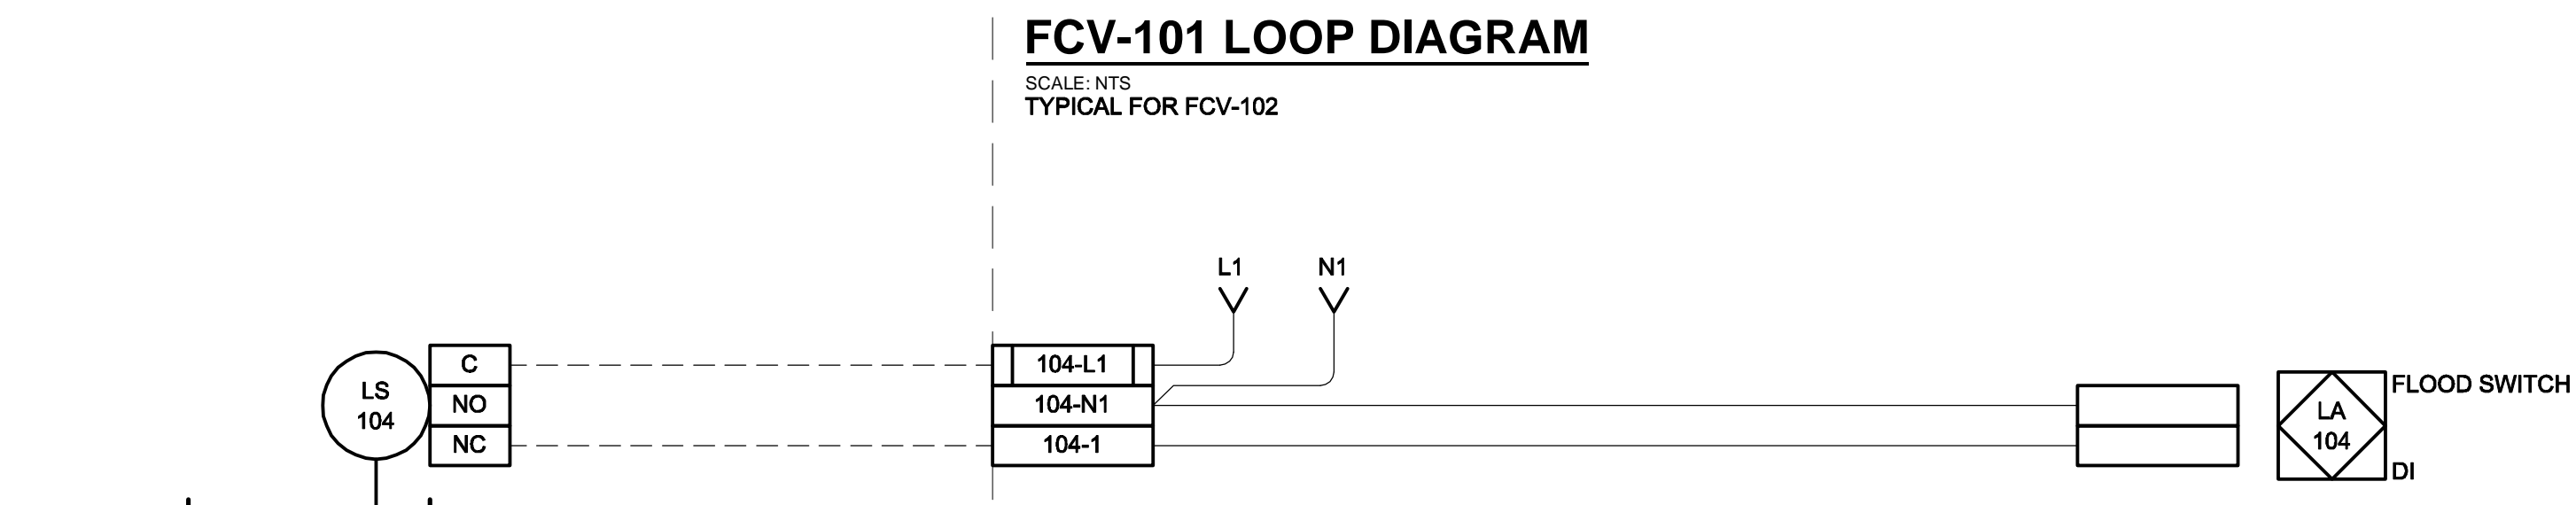 FCV-101 LOOP DIAGRAM
SCALE: NTS
TYPICAL FOR FCV-102
L1 N1
LS
104
C
NO
NC
104-L1
104-N1
104-1
LA
104
FLOOD SWITCH
DI